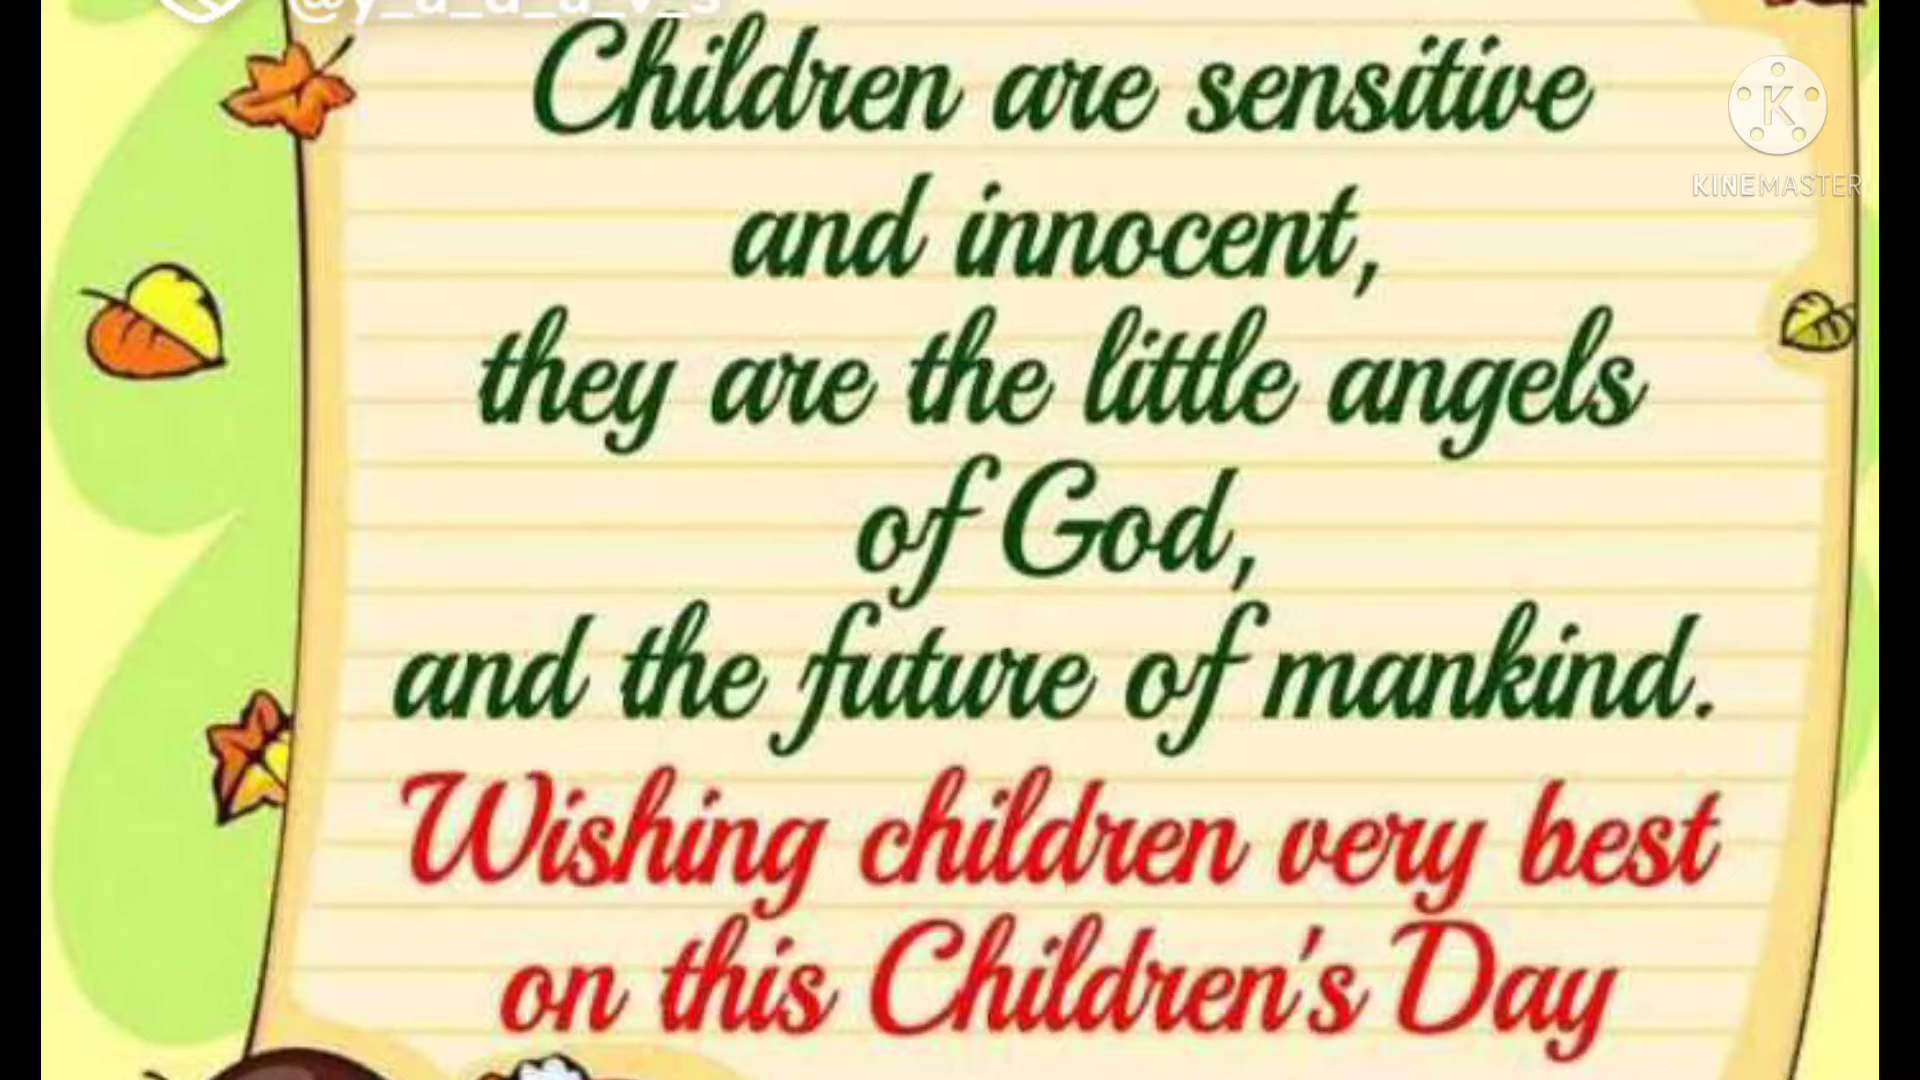 Children are sensitive
and innocent,
they are the little angels
of God,
and the future of mankind.
Wishing children very best
on this Children's Day
K
KINEMASTER